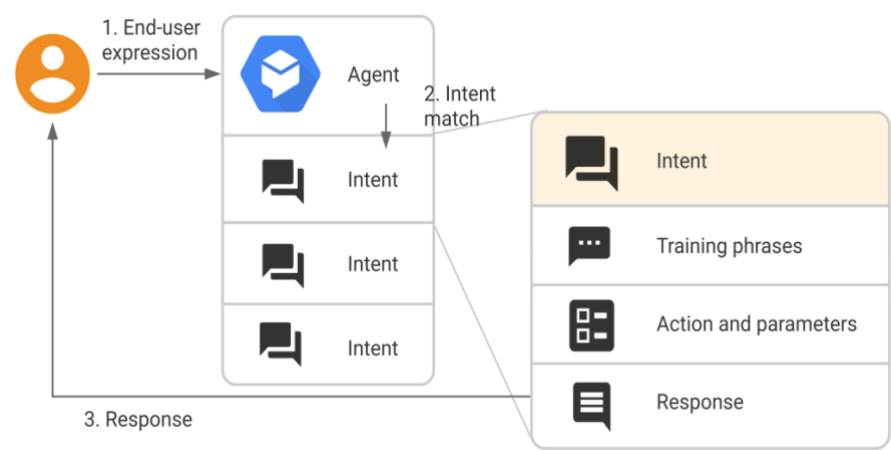 1. End-user
expression
Agent
2. Intent
match
Intent
Intent
Intent
Intent
Training phrases
Action and parameters
Response
3. Response